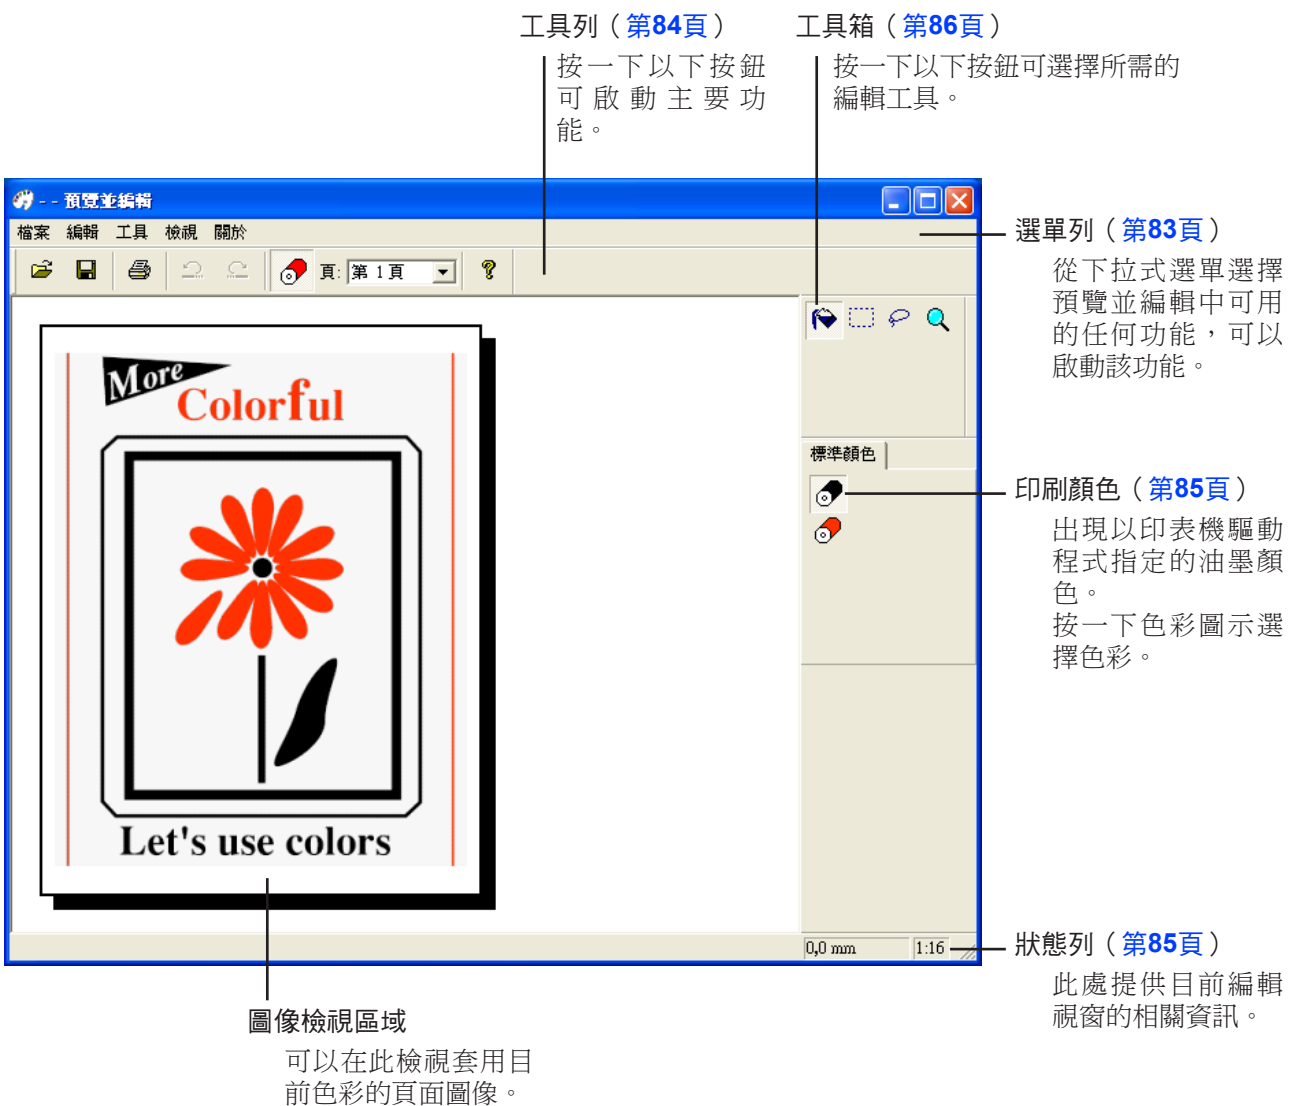 工具列（第84頁）
按一下以下按鈕
可啟動主要功
能。
工具箱（第86頁）
按一下以下按鈕可選擇所需的
編輯工具。
- - 預覽並編輯
檔案 編輯 工具 檢視 關於
頁: 第 1 頁
選單列（第83頁）
從下拉式選單選擇
預覽並編輯中可用
的任何功能，可以
啟動該功能。
More
Colorful
Let's use colors
標準顏色
印刷顏色（第85頁）
出現以印表機驅動
程式指定的油墨顏
色。
按一下色彩圖示選
擇色彩。
0,0 mm 1:16
狀態列（第85頁）
此處提供目前編輯
視窗的相關資訊。
圖像檢視區域
可以在此檢視套用目
前色彩的頁面圖像。